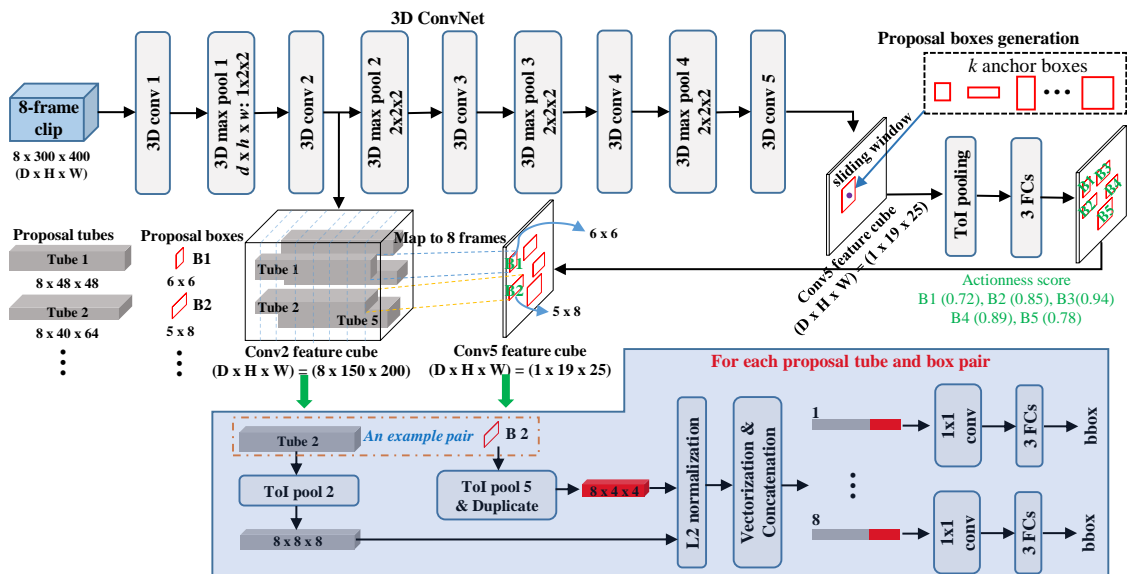 3D ConvNet
8-frame
clip
8 x 300 x 400
(D x H x W)
3D conv 1
3D max pool 1
d x h x w: 1x2x2
3D conv 2
3D max pool 2
2x2x2
3D conv 3
3D max pool 3
2x2x2
3D conv 4
3D max pool 4
2x2x2
3D conv 5
Proposal boxes generation
k anchor boxes
sliding window
Conv5 feature cube
(D x H x W) = (1 x 19 x 25)
ToI pooling
3 FCs
B1
B3
B4
B2
B5
Actionness score
B1 (0.72), B2 (0.85), B3(0.94)
B4 (0.89), B5 (0.78)
Proposal tubes
Tube 1
8 x 48 x 48
Tube 2
8 x 40 x 64
Proposal boxes
B1
6 x 6
B2
5 x 8
Map to 8 frames
Tube 1
Tube 2
Tube 5
Conv2 feature cube
(D x H x W) = (8 x 150 x 200)
B1
B2
6 x 6
5 x 8
Conv5 feature cube
(D x H x W) = (1 x 19 x 25)
For each proposal tube and box pair
Tube 2
An example pair
B 2
ToI pool 2
8 x 8 x 8
ToI pool 5
& Duplicate
8 x 4 x 4
L2 normalization
Vectorization &
Concatenation
1
1x1
conv
3 FCs
bbox
8
1x1
conv
3 FCs
bbox